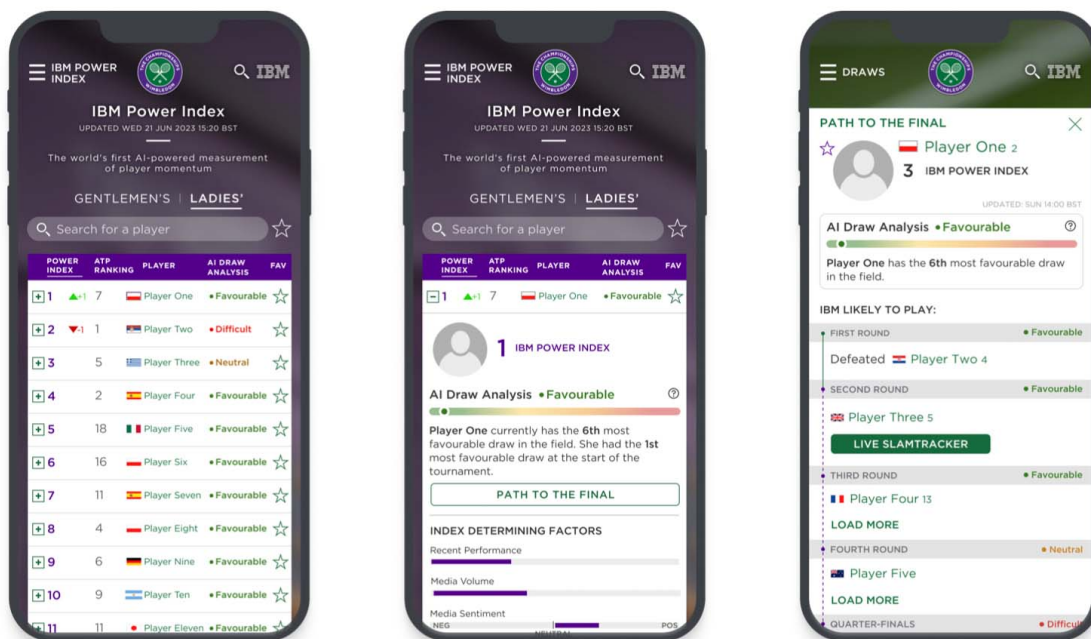 IBM POWER
INDEX
THE CHAMPIONSHIPS
WIMBLEDON
IBM
IBM Power Index
UPDATED WED 21 JUN 2023 15:20 BST
The world's first AI-powered measurement
of player momentum
GENTLEMEN'S | LADIES'
Search for a player
POWER INDEX ATP RANKING PLAYER AI DRAW ANALYSIS FAV
1 +1 7 Player One Favourable
2 -1 1 Player Two Difficult
3 5 Player Three Neutral
4 2 Player Four Favourable
5 18 Player Five Favourable
6 16 Player Six Favourable
7 11 Player Seven Favourable
8 4 Player Eight Favourable
9 6 Player Nine Favourable
10 9 Player Ten Favourable
11 11 Player Eleven Favourable
IBM POWER
INDEX
THE CHAMPIONSHIPS
WIMBLEDON
IBM
IBM Power Index
UPDATED WED 21 JUN 2023 15:20 BST
The world's first AI-powered measurement
of player momentum
GENTLEMEN'S | LADIES'
Search for a player
POWER INDEX ATP RANKING PLAYER AI DRAW ANALYSIS FAV
1 +1 7 Player One Favourable
1 IBM POWER INDEX
AI Draw Analysis Favourable
Player One currently has the 6th most
favourable draw in the field. She had the 1st
most favourable draw at the start of the
tournament.
PATH TO THE FINAL
INDEX DETERMINING FACTORS
Recent Performance
Media Volume
Media Sentiment
NEG NEUTRAL POS
DRAWS
THE CHAMPIONSHIPS
WIMBLEDON
IBM
PATH TO THE FINAL
Player One 2
3 IBM POWER INDEX
UPDATED: SUN 14:00 BST
AI Draw Analysis Favourable
Player One has the 6th most favourable draw
in the field.
IBM LIKELY TO PLAY:
FIRST ROUND Favourable
Defeated Player Two 4
SECOND ROUND Favourable
Player Three 5
LIVE SLAMTRACKER
THIRD ROUND Favourable
Player Four 13
LOAD MORE
FOURTH ROUND Neutral
Player Five
LOAD MORE
QUARTER-FINALS